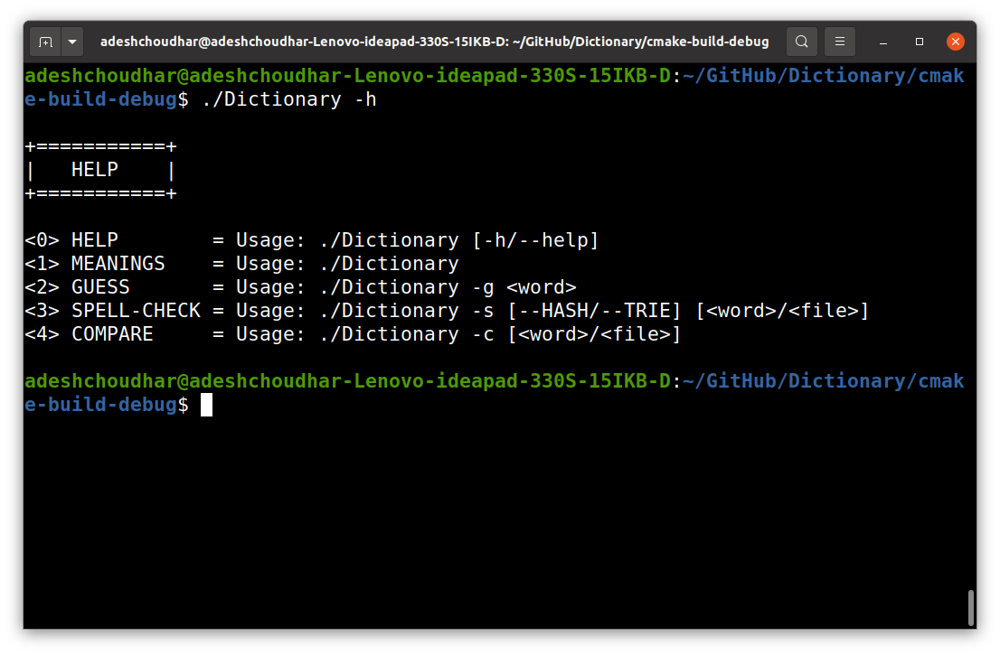 adeshchoudhar@adeshchoudhar-Lenovo-ideapad-330S-15IKB-D: ~/GitHub/Dictionary/cmake-build-debug
adeshchoudhar@adeshchoudhar-Lenovo-ideapad-330S-15IKB-D:~/GitHub/Dictionary/cmak
e-build-debug$ ./Dictionary -h
+===========+
|   HELP    |
+===========+
<0> HELP        = Usage: ./Dictionary [-h/--help]
<1> MEANINGS    = Usage: ./Dictionary
<2> GUESS       = Usage: ./Dictionary -g <word>
<3> SPELL-CHECK = Usage: ./Dictionary -s [--HASH/--TRIE] [<word>/<file>]
<4> COMPARE     = Usage: ./Dictionary -c [<word>/<file>]
adeshchoudhar@adeshchoudhar-Lenovo-ideapad-330S-15IKB-D:~/GitHub/Dictionary/cmak
e-build-debug$